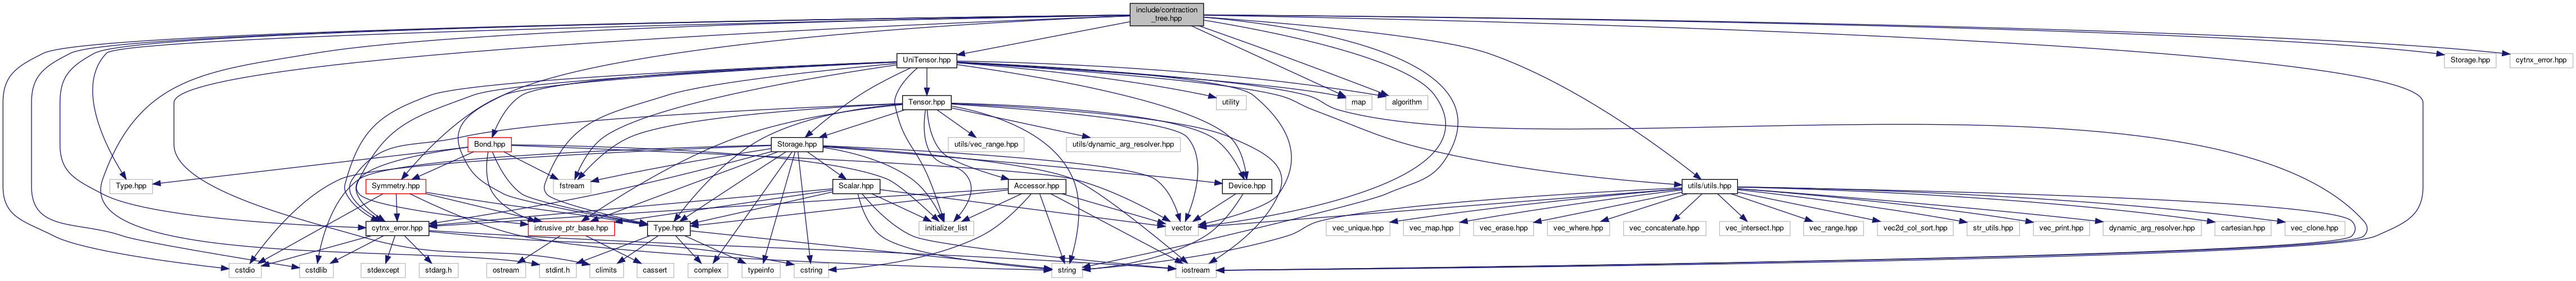 include/contraction
_tree.hpp
UniTensor.hpp
Storage.hpp
cytnx_error.hpp
Tensor.hpp
utility
map
algorithm
Bond.hpp
Storage.hpp
utils/vec_range.hpp
utils/dynamic_arg_resolver.hpp
Type.hpp
Symmetry.hpp
fstream
Scalar.hpp
Accessor.hpp
Device.hpp
utils/utils.hpp
cytnx_error.hpp
intrusive_ptr_base.hpp
Type.hpp
initializer_list
vector
vec_unique.hpp
vec_map.hpp
vec_erase.hpp
vec_where.hpp
vec_concatenate.hpp
vec_intersect.hpp
vec_range.hpp
vec2d_col_sort.hpp
str_utils.hpp
vec_print.hpp
dynamic_arg_resolver.hpp
cartesian.hpp
vec_clone.hpp
cstdio
cstdlib
stdexcept
stdarg.h
ostream
stdint.h
climits
cassert
complex
typeinfo
cstring
string
iostream